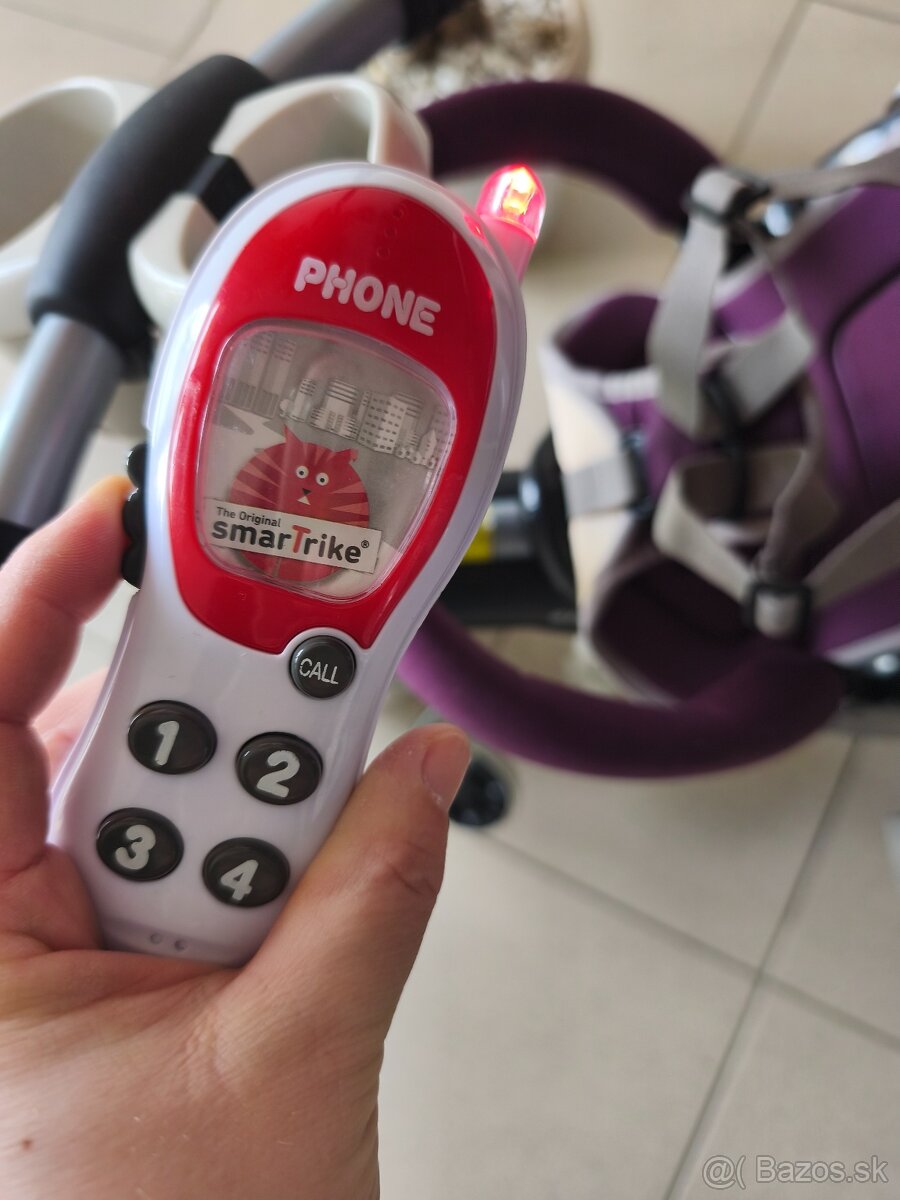 PHONE
The Original
smarTrike®
CALL
1
2
3
4
@( Bazos.sk